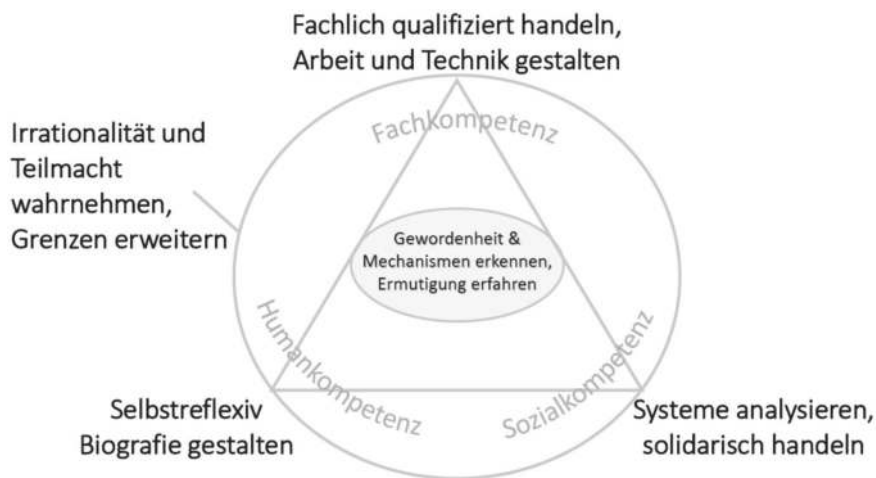 Fachlich qualifiziert handeln,
Arbeit und Technik gestalten
Fachkompetenz
Irrationalität und
Teilmacht
wahrnehmen,
Grenzen erweitern
Gewordenheit &
Mechanismen erkennen,
Ermutigung erfahren
Humankompetenz
Sozialkompetenz
Selbstreflexiv
Biografie gestalten
Systeme analysieren,
solidarisch handeln